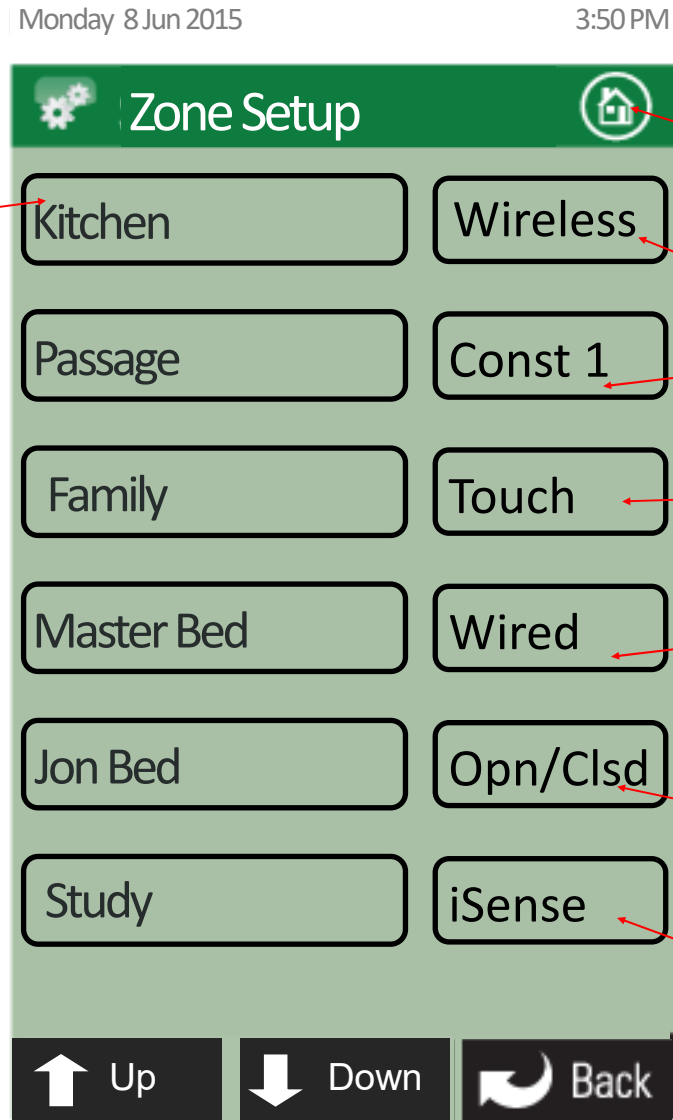 Monday 8 Jun 2015 3:50 PM
Zone Setup
Kitchen Wireless
Passage Const 1
Family Touch
Master Bed Wired
Jon Bed Opn/Clsd
Study iSense
Up Down Back